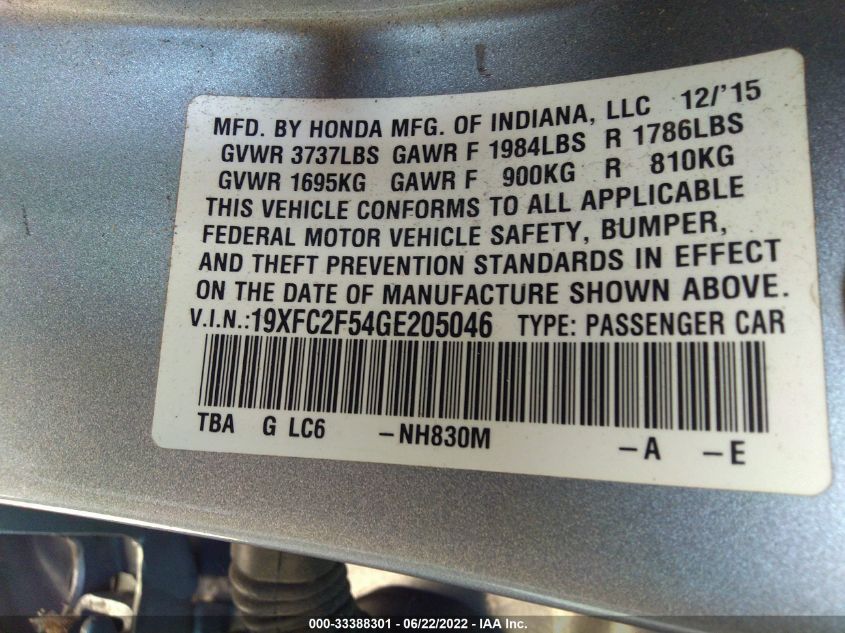 MFD. BY HONDA MFG. OF INDIANA, LLC 12/'15
GVWR 3737LBS GAWR F 1984LBS R 1786LBS
GVWR 1695KG GAWR F 900KG R 810KG
THIS VEHICLE CONFORMS TO ALL APPLICABLE
FEDERAL MOTOR VEHICLE SAFETY, BUMPER,
AND THEFT PREVENTION STANDARDS IN EFFECT
ON THE DATE OF MANUFACTURE SHOWN ABOVE.
V.I.N.:19XFC2F54GE205046 TYPE: PASSENGER CAR
TBA G LC6 -NH830M -A -E
000-33388301 - 06/22/2022 - IAA Inc.